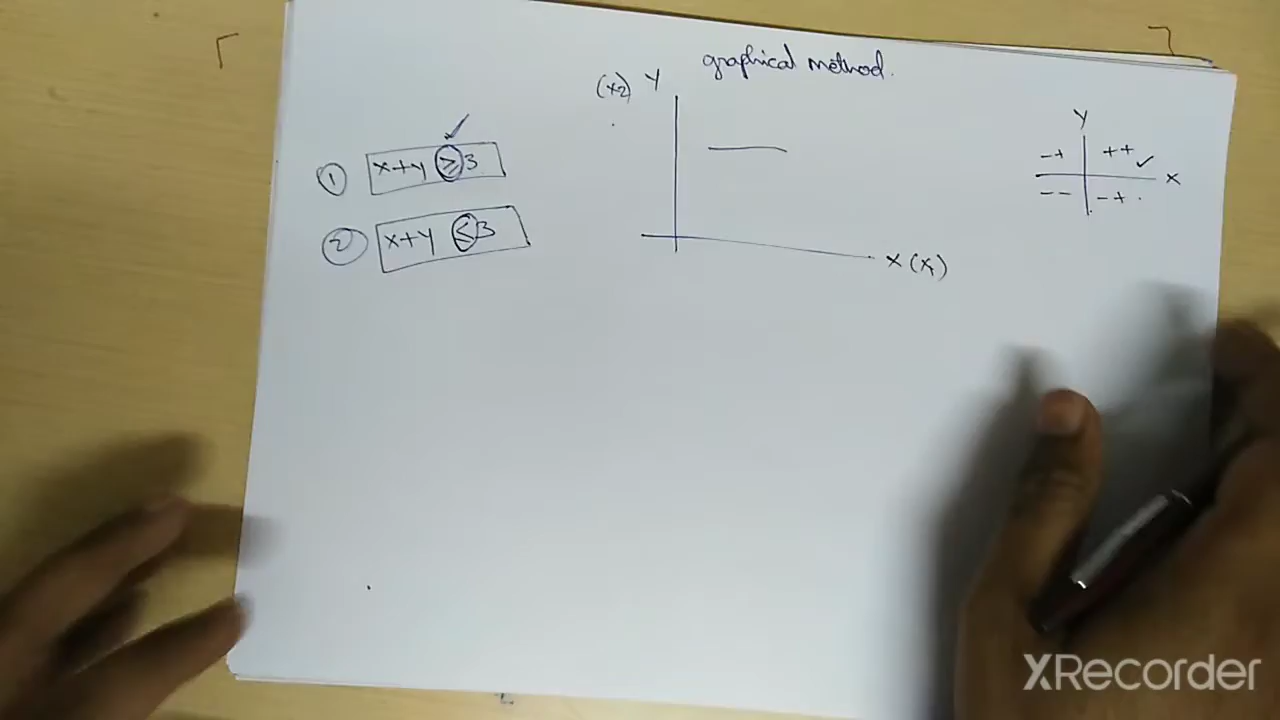 graphical method.
(x2) Y
① x+y ≥ 3
② x+y ≤ 3
X (X1)
Y
-+ ++ ✓
X
-- -+
XRecorder